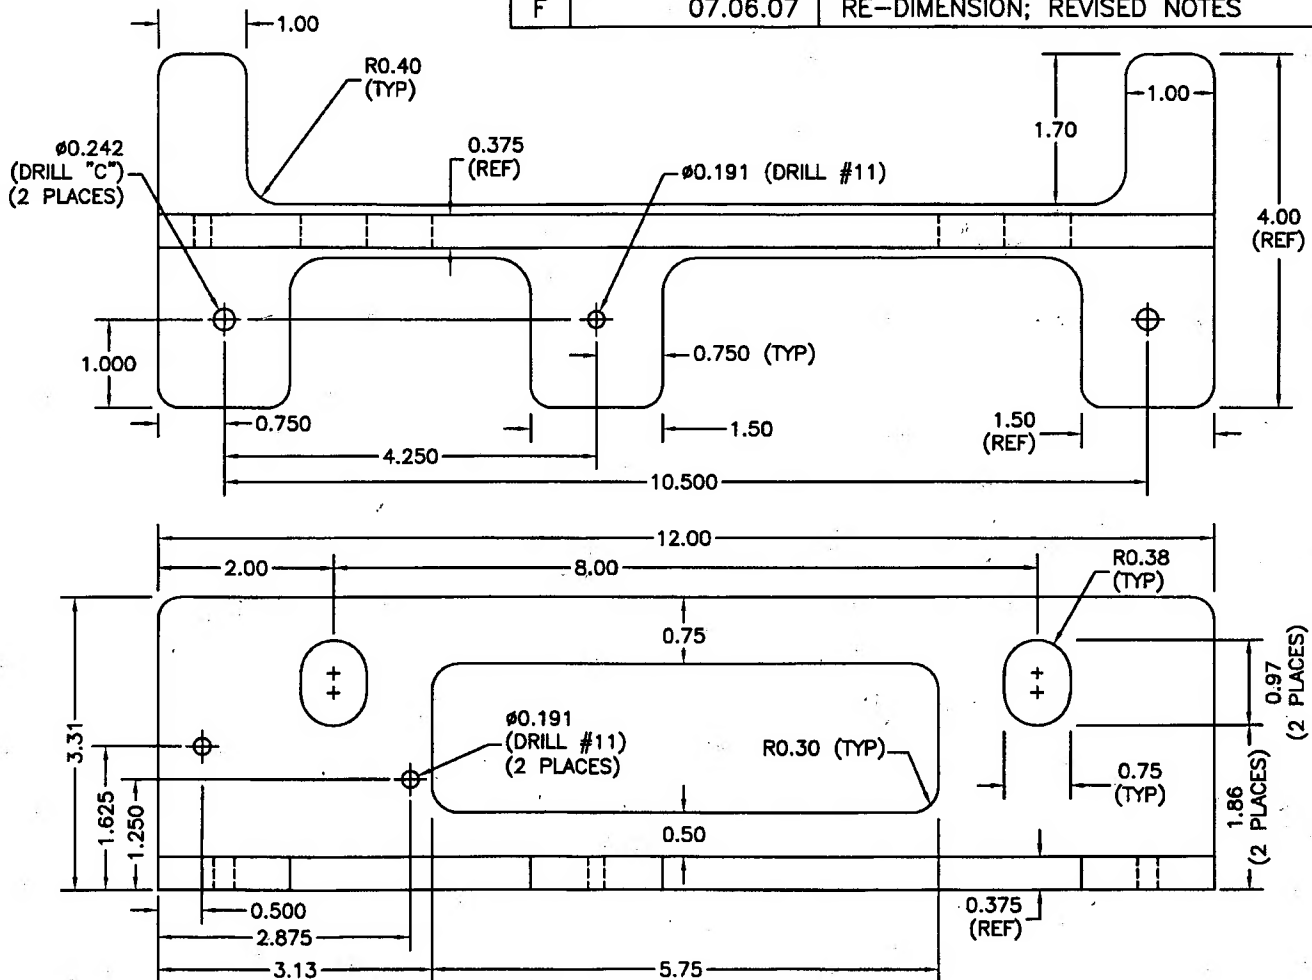 F 07.06.07 RE-DIMENSION; REVISED NOTES
1.00
R0.40
(TYP)
1.00
1.70
ø0.242
(DRILL "C")
(2 PLACES)
0.375
(REF)
ø0.191 (DRILL #11)
4.00
(REF)
1.000
0.750 (TYP)
0.750
1.50
1.50
(REF)
4.250
10.500
12.00
2.00
8.00
R0.38
(TYP)
0.75
0.97
(2 PLACES)
3.31
ø0.191
(DRILL #11)
(2 PLACES)
R0.30 (TYP)
0.75
(TYP)
1.625
1.250
1.86
(2 PLACES)
0.50
0.500
0.375
(REF)
2.875
3.13
5.75